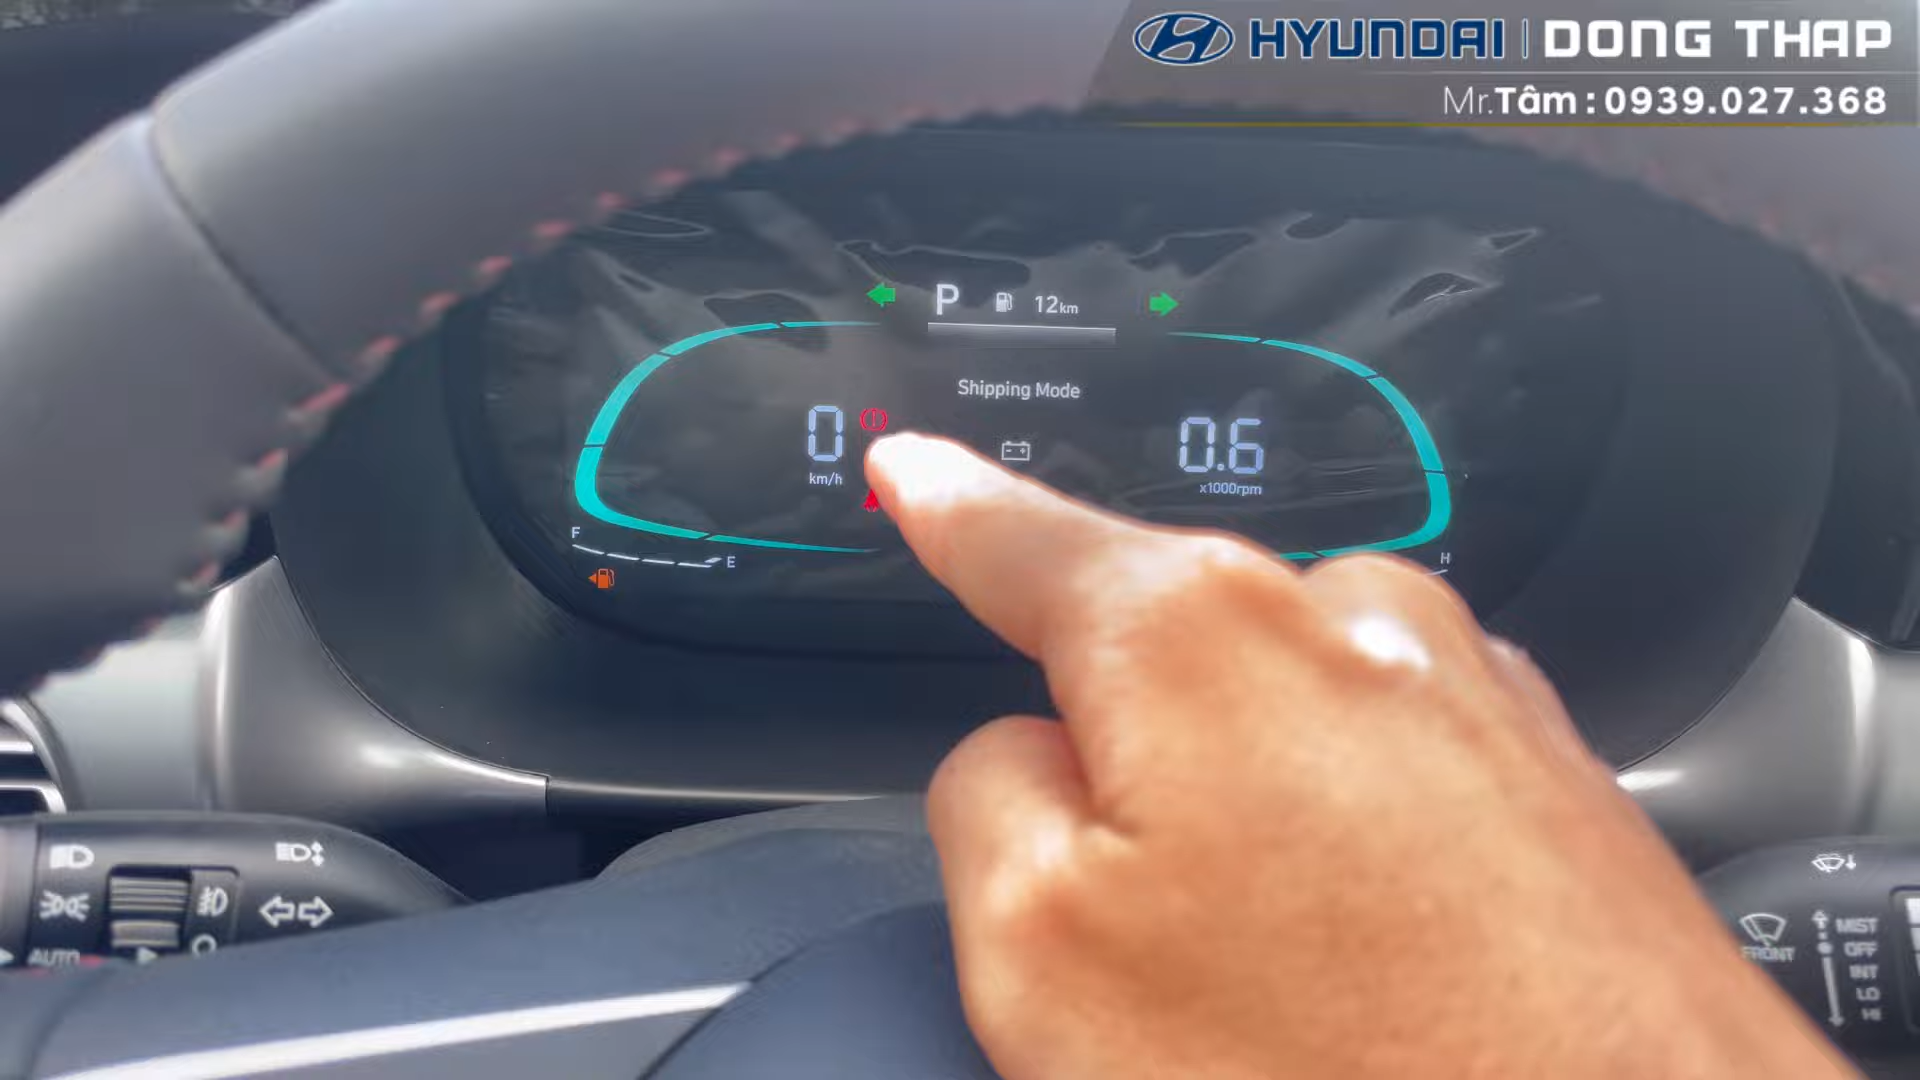 HYUNDAI | DONG THAP
Mr.Tâm : 0939.027.368
P 12km
Shipping Mode
0 0.6
km/h x1000rpm
F E H
AUTO
FRONT
MIST
OFF
INT
LO
HI